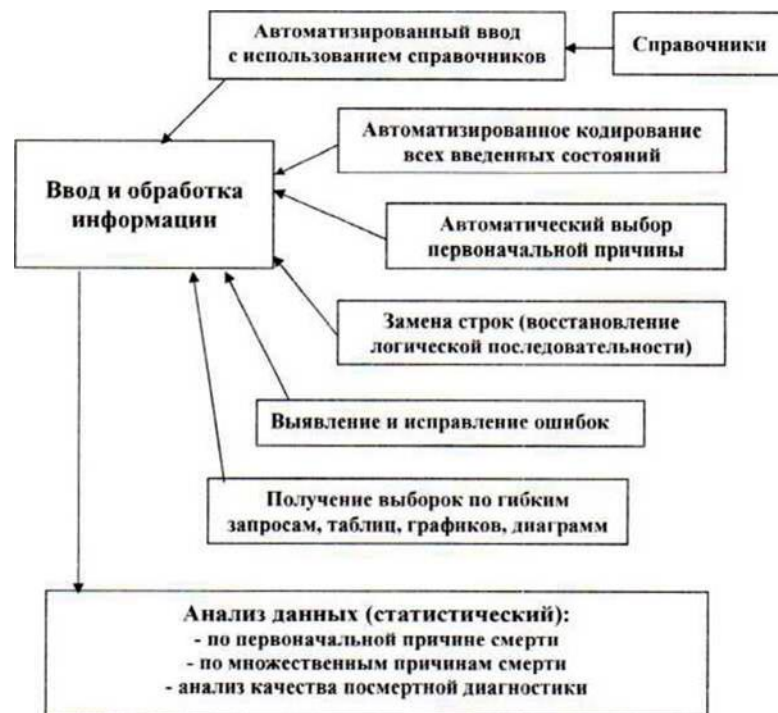 Автоматизированный ввод
с использованием справочников
Справочники
Автоматизированное кодирование
всех введенных состояний
Ввод и обработка
информации
Автоматический выбор
первоначальной причины
Замена строк (восстановление
логической последовательности)
Выявление и исправление ошибок
Получение выборок по гибким
запросам, таблиц, графиков, диаграмм
Анализ данных (статистический):
- по первоначальной причине смерти
- по множественным причинам смерти
- анализ качества посмертной диагностики